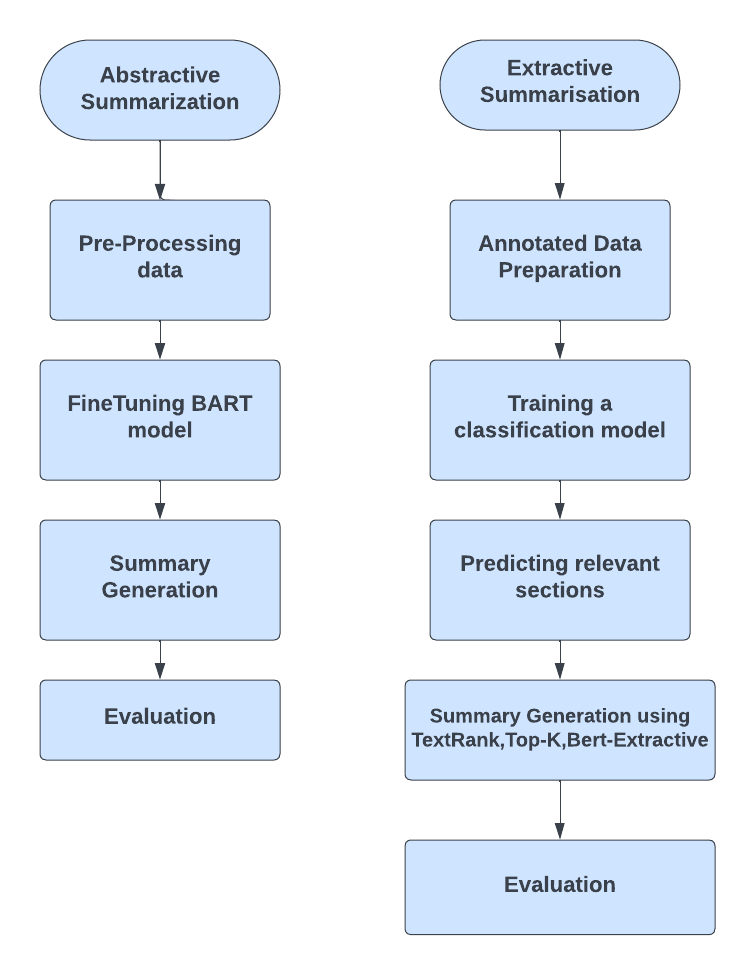 Abstractive
Summarization
Pre-Processing
data
FineTuning BART
model
Summary
Generation
Evaluation
Extractive
Summarisation
Annotated Data
Preparation
Training a
classification model
Predicting relevant
sections
Summary Generation using
TextRank,Top-K,Bert-Extractive
Evaluation